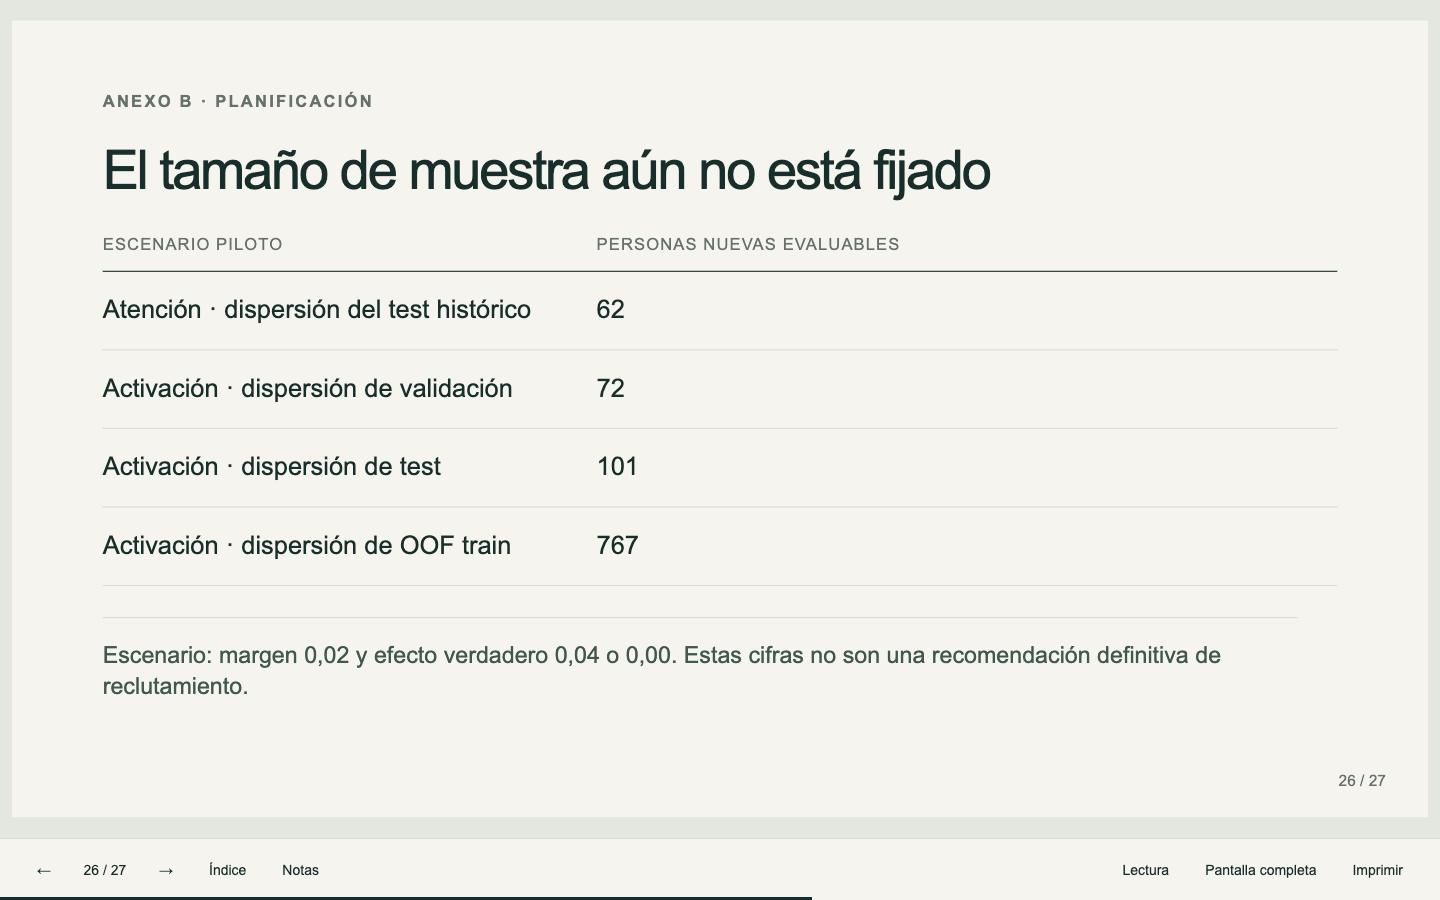 ANEXO B · PLANIFICACIÓN
El tamaño de muestra aún no está fijado
ESCENARIO PILOTO PERSONAS NUEVAS EVALUABLES
Atención · dispersión del test histórico 62
Activación · dispersión de validación 72
Activación · dispersión de test 101
Activación · dispersión de OOF train 767
Escenario: margen 0,02 y efecto verdadero 0,04 o 0,00. Estas cifras no son una recomendación definitiva de
reclutamiento.
26 / 27
← 26 / 27 → Índice Notas Lectura Pantalla completa Imprimir